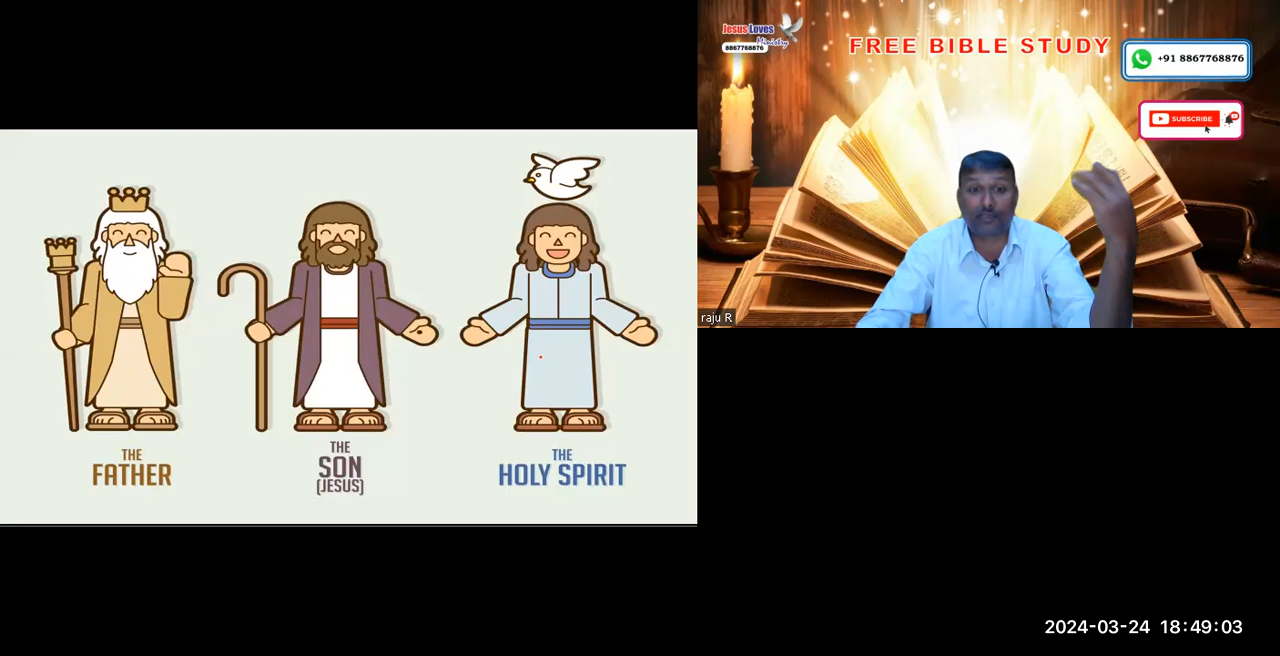 THE
FATHER
THE
SON
(JESUS)
THE
HOLY SPIRIT
Jesus Loves
Ministry
8867768876
FREE BIBLE STUDY
+91 8867768876
SUBSCRIBE
raju R
2024-03-24 18:49:03